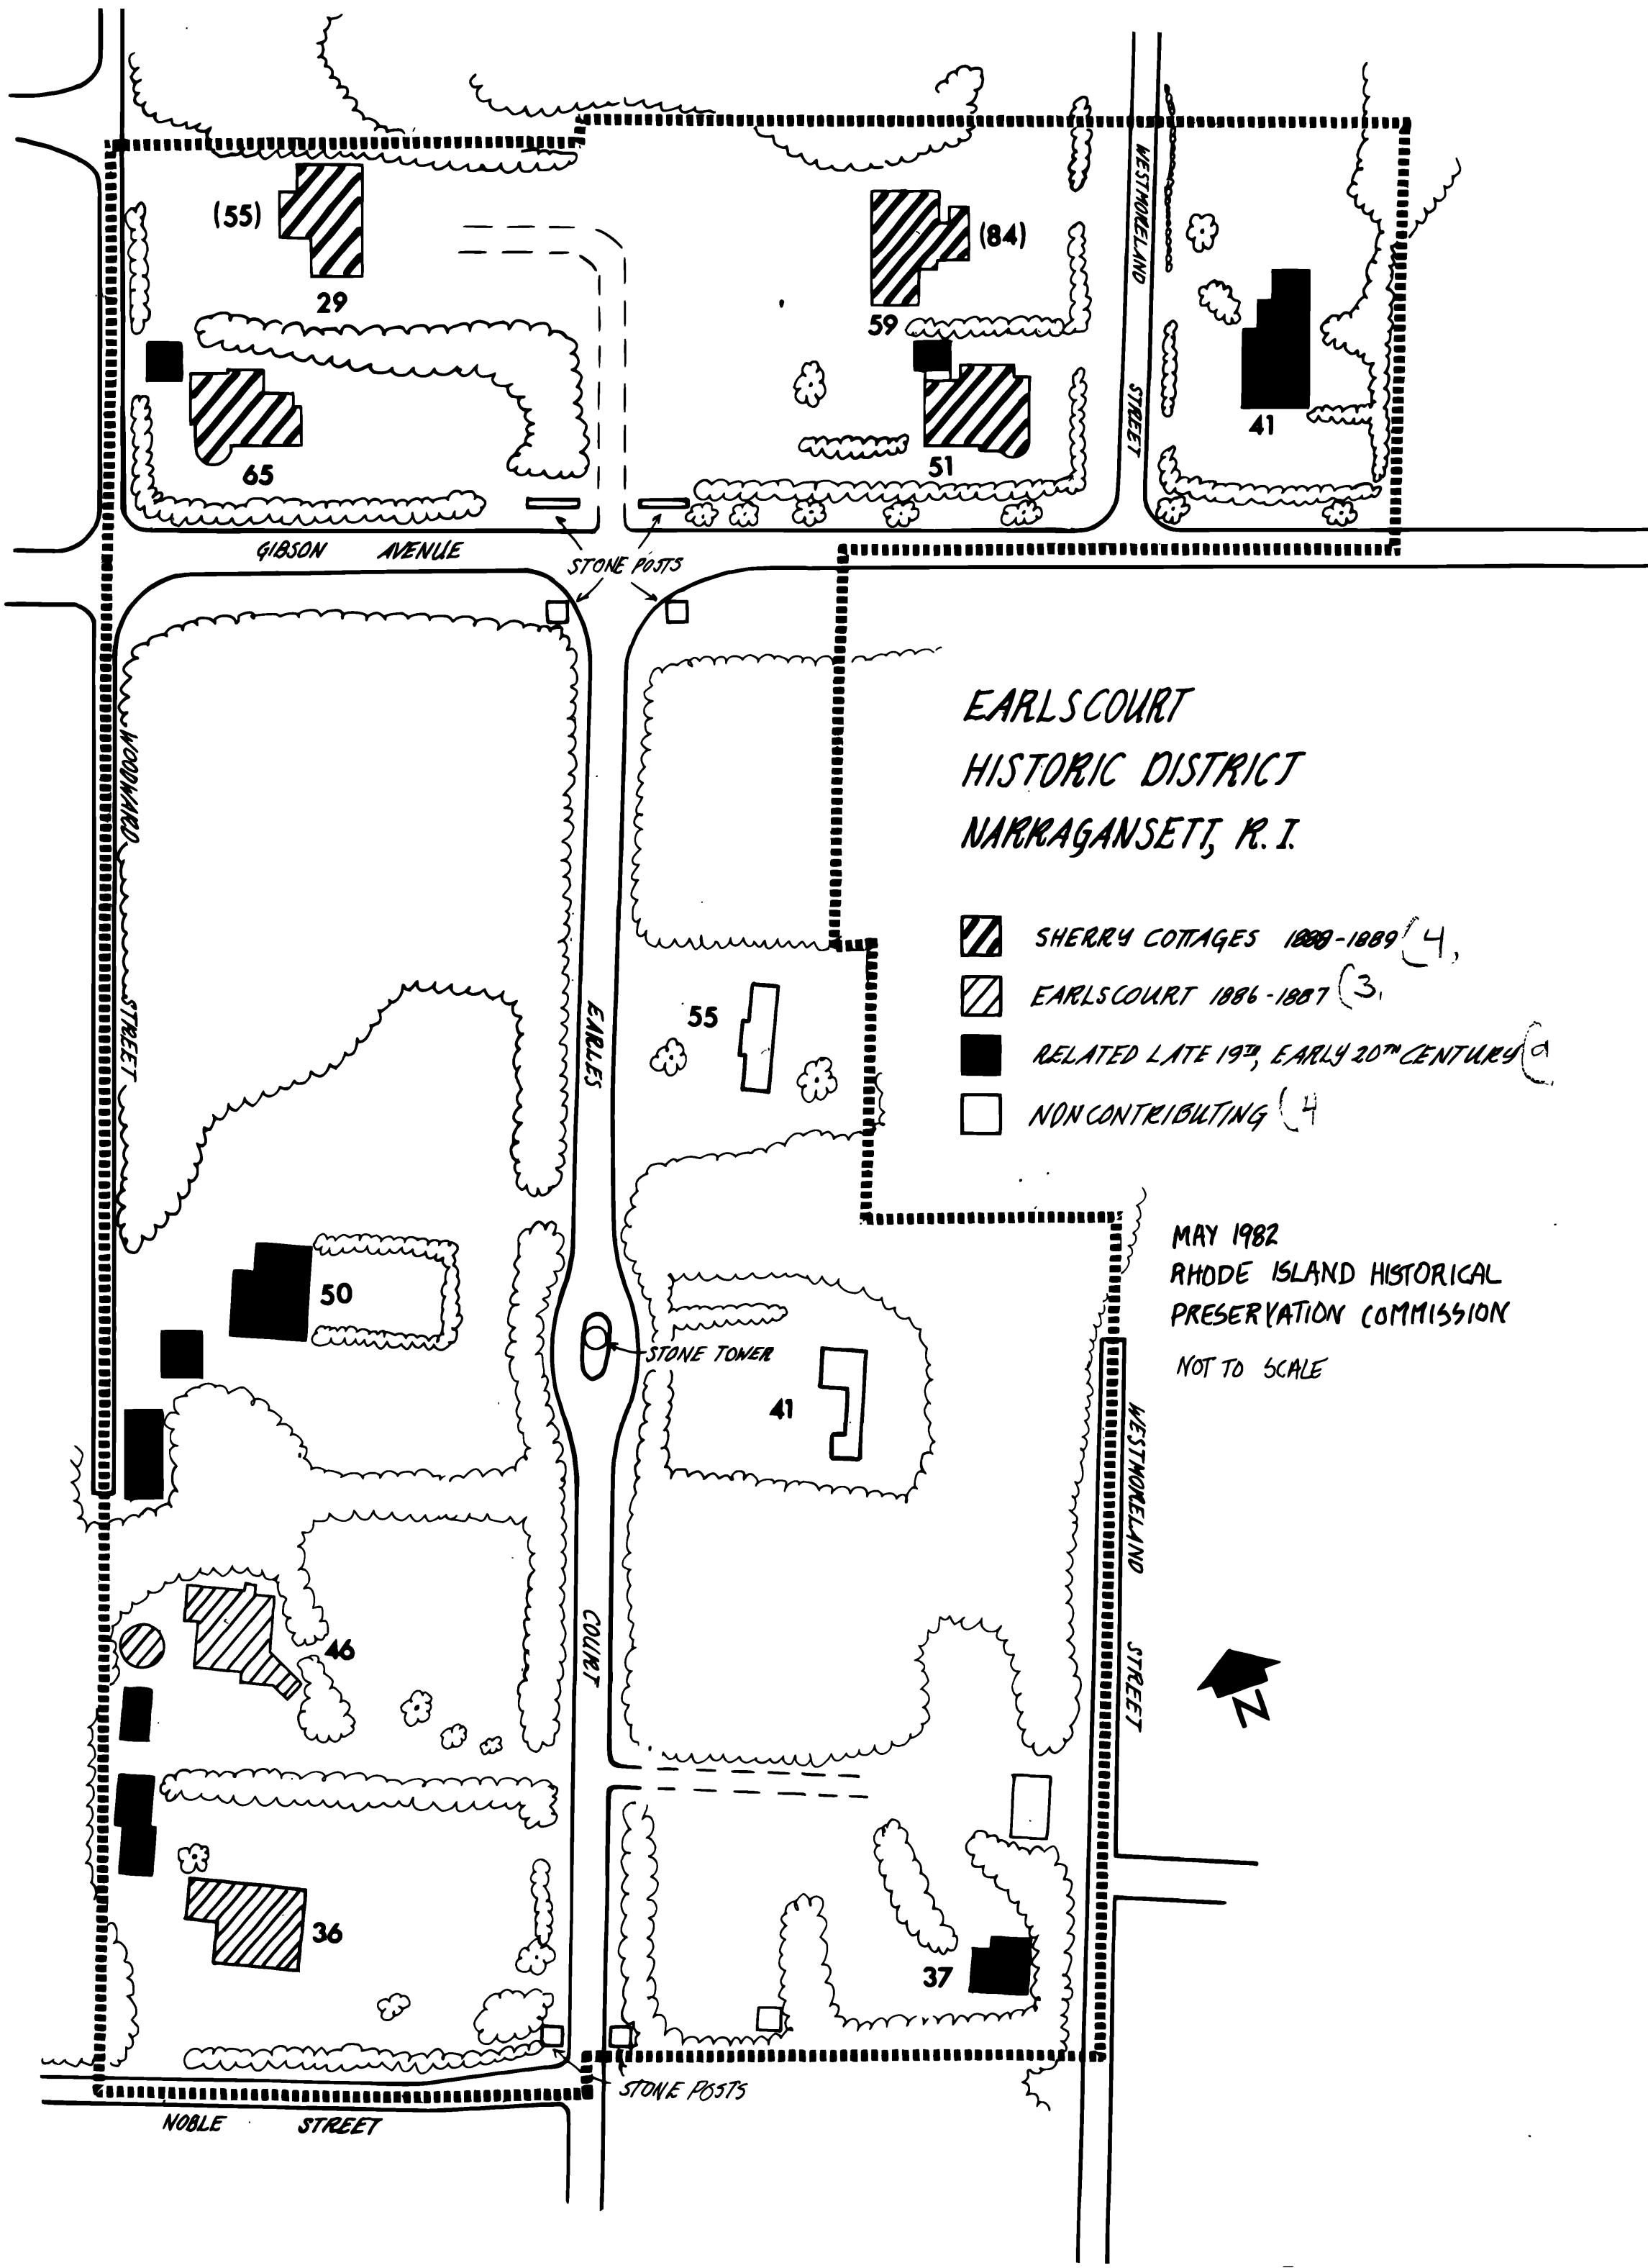 WESTMORELAND
STREET
(55)
29
(84)
59
41
65
51
GIBSON AVENUE
STONE POSTS
WOODWARD
STREET
EARLSCOURT
HISTORIC DISTRICT
NARRAGANSETT, R.I.
SHERRY COTTAGES 1888-1889 (4,
EARLSCOURT 1886-1887 (3,
RELATED LATE 19TH, EARLY 20TH CENTURY (9
NONCONTRIBUTING (4
55
EARLES
COURT
MAY 1982
RHODE ISLAND HISTORICAL
PRESERVATION COMMISSION
NOT TO SCALE
50
STONE TOWER
41
WESTMORELAND
STREET
46
N
36
37
STONE POSTS
NOBLE STREET